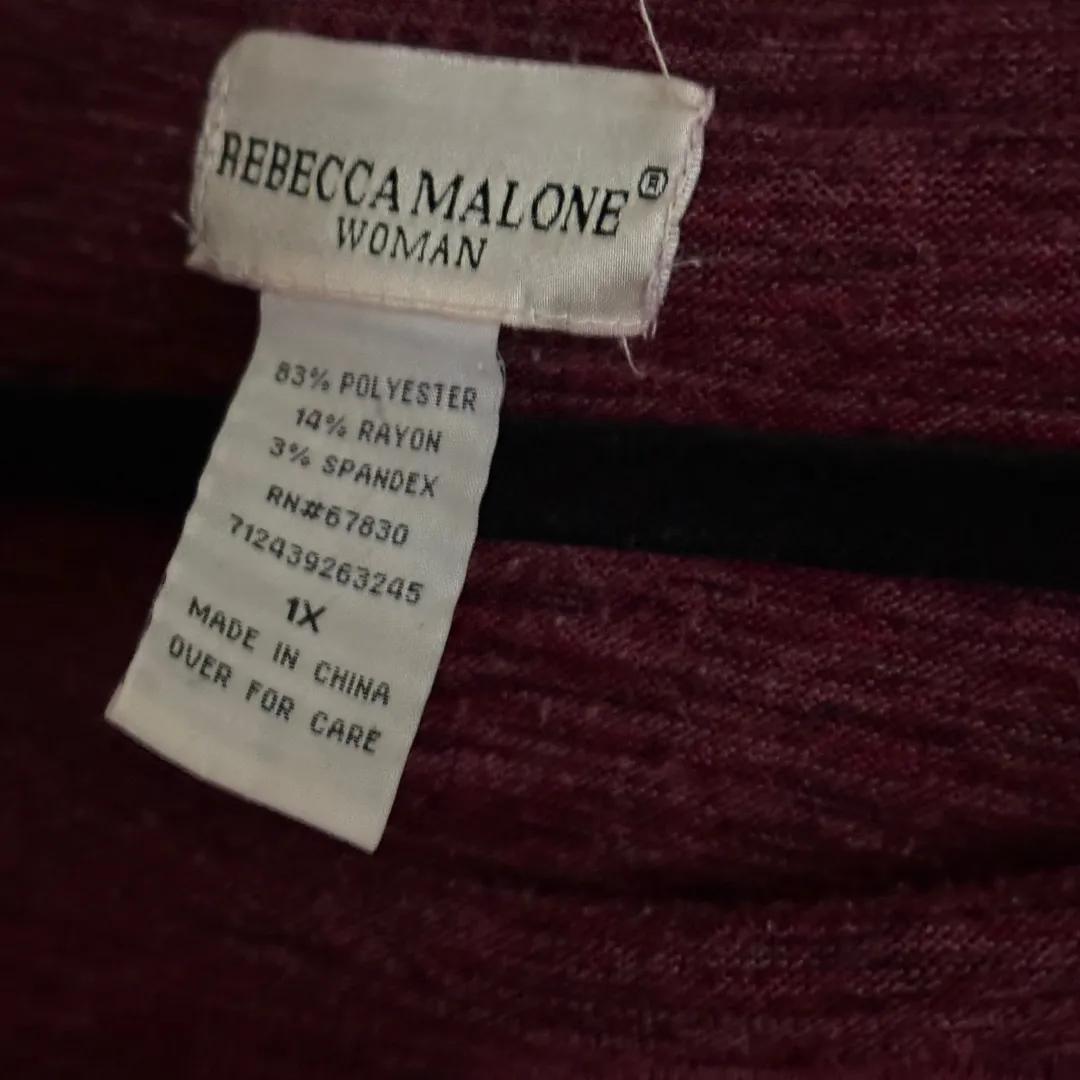 REBECCA MALONE®
WOMAN
83% POLYESTER
14% RAYON
3% SPANDEX
RN#67830
712439263245
1X
MADE IN CHINA
OVER FOR CARE